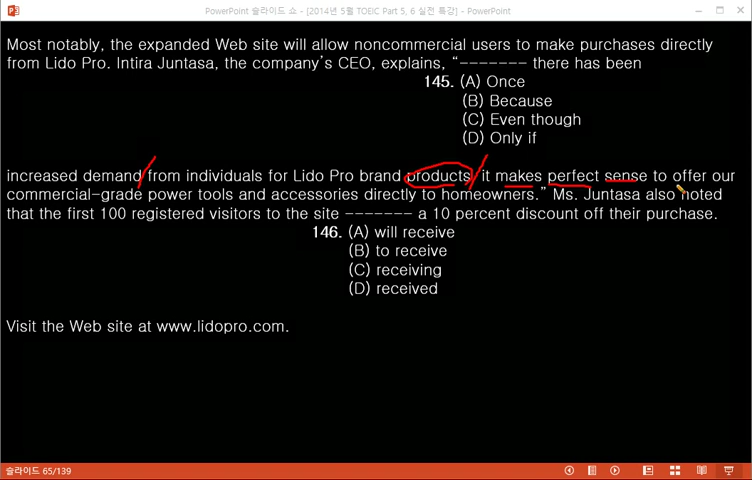 PowerPoint 슬라이드 쇼 - [2014년 5월 TOEIC Part 5, 6 실전 특강] - PowerPoint
Most notably, the expanded Web site will allow noncommercial users to make purchases directly
from Lido Pro. Intira Juntasa, the company's CEO, explains, “------- there has been
145. (A) Once
(B) Because
(C) Even though
(D) Only if
increased demand from individuals for Lido Pro brand products, it makes perfect sense to offer our
commercial-grade power tools and accessories directly to homeowners.” Ms. Juntasa also noted
that the first 100 registered visitors to the site ------- a 10 percent discount off their purchase.
146. (A) will receive
(B) to receive
(C) receiving
(D) received
Visit the Web site at www.lidopro.com.
슬라이드 65/139